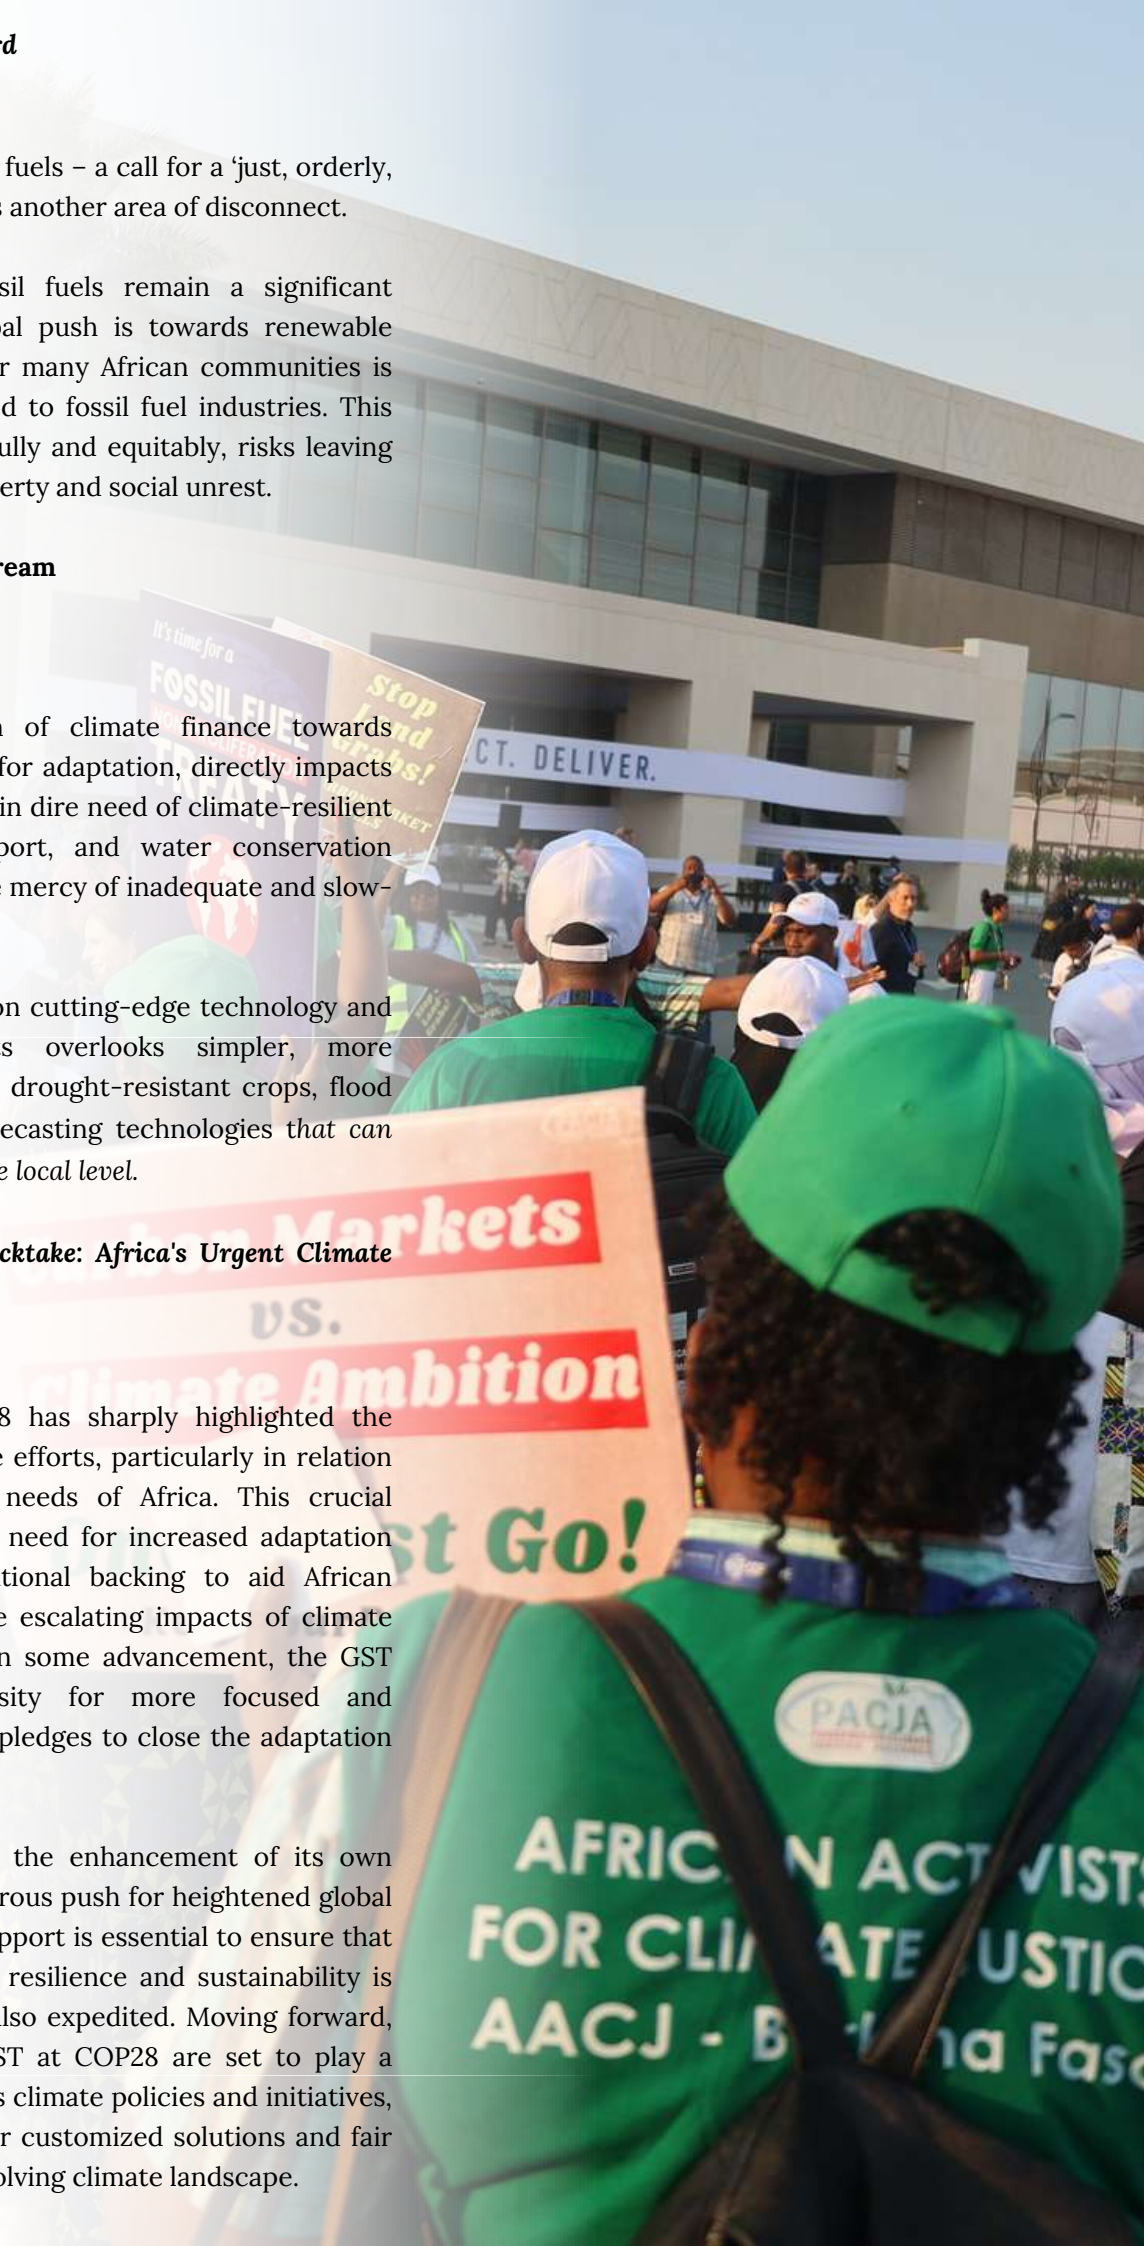 rd
fuels – a call for a ‘just, orderly,
s another area of disconnect.
sil fuels remain a significant
al push is towards renewable
r many African communities is
d to fossil fuel industries. This
ully and equitably, risks leaving
erty and social unrest.
ream
It's time for a
FOSSIL FUEL
TREATY
Stop
Land
Grabs!
CT. DELIVER.
n of climate finance towards
for adaptation, directly impacts
in dire need of climate-resilient
port, and water conservation
e mercy of inadequate and slow-
on cutting-edge technology and
ts overlooks simpler, more
drought-resistant crops, flood
ecasting technologies that can
e local level.
Carbon Markets
vs.
Climate Ambition
st Go!
cktake: Africa's Urgent Climate
8 has sharply highlighted the
e efforts, particularly in relation
needs of Africa. This crucial
need for increased adaptation
tional backing to aid African
e escalating impacts of climate
n some advancement, the GST
sity for more focused and
pledges to close the adaptation
the enhancement of its own
rous push for heightened global
pport is essential to ensure that
resilience and sustainability is
also expedited. Moving forward,
ST at COP28 are set to play a
s climate policies and initiatives,
r customized solutions and fair
olving climate landscape.
PACJA
AFRIC N ACT VISTS
FOR CLI ATE USTIC
AACJ - B na Faso